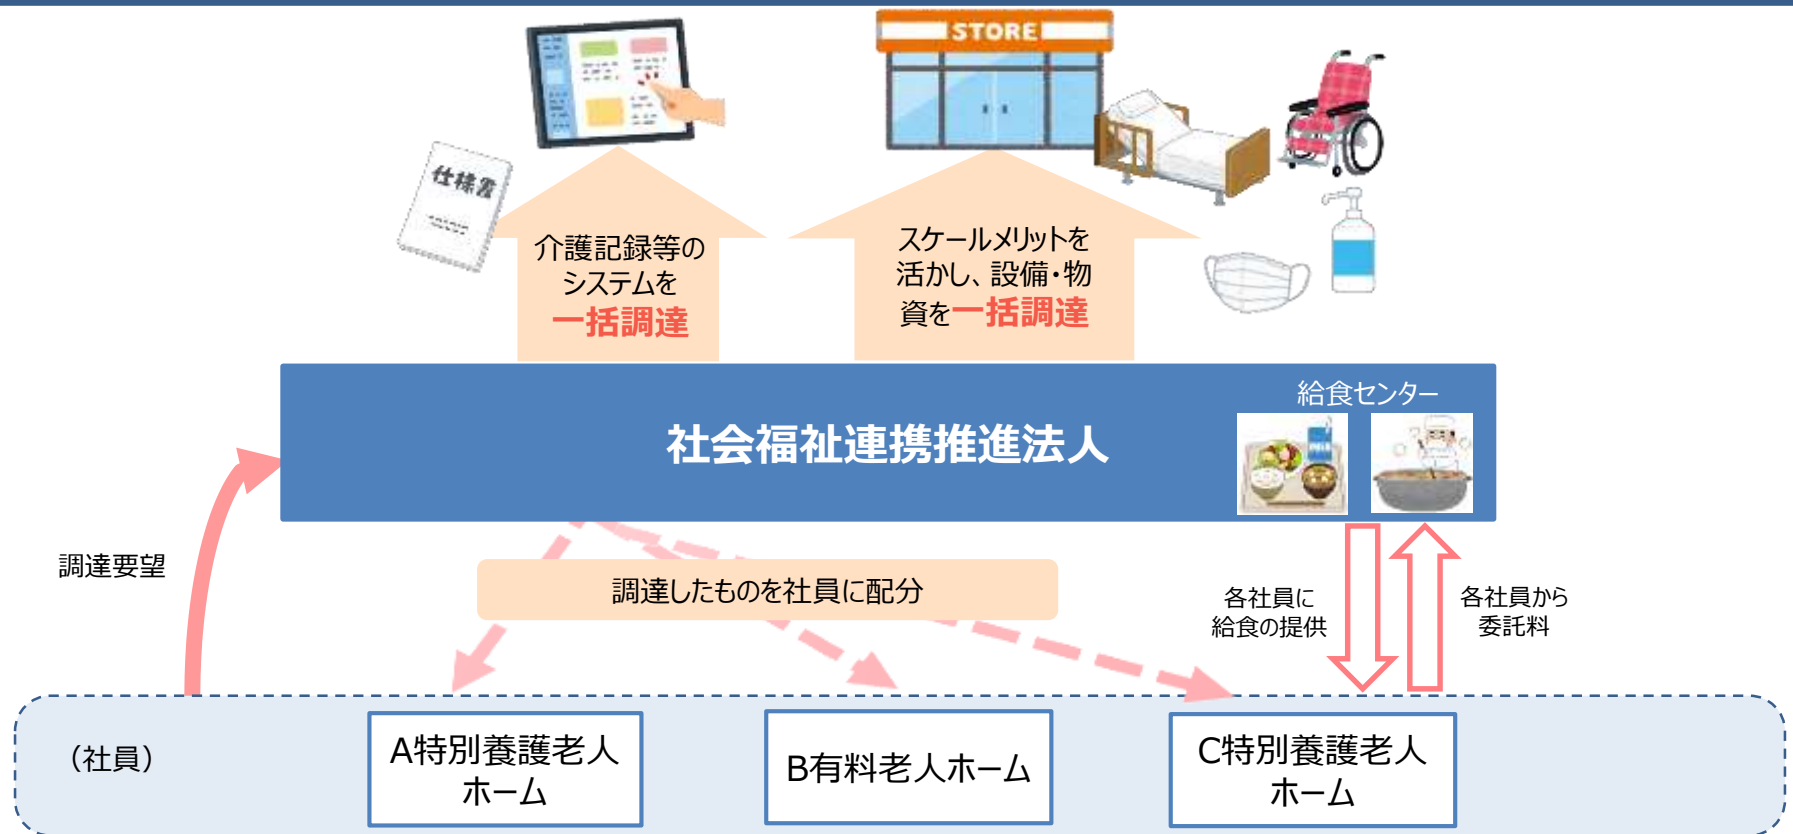 STORE
仕様書
介護記録等の
システムを
一括調達
スケールメリットを
活かし、設備・物
資を一括調達
給食センター
社会福祉連携推進法人
調達要望
調達したものを社員に配分
各社員に
給食の提供
各社員から
委託料
（社員）
A特別養護老人
ホーム
B有料老人ホーム
C特別養護老人
ホーム